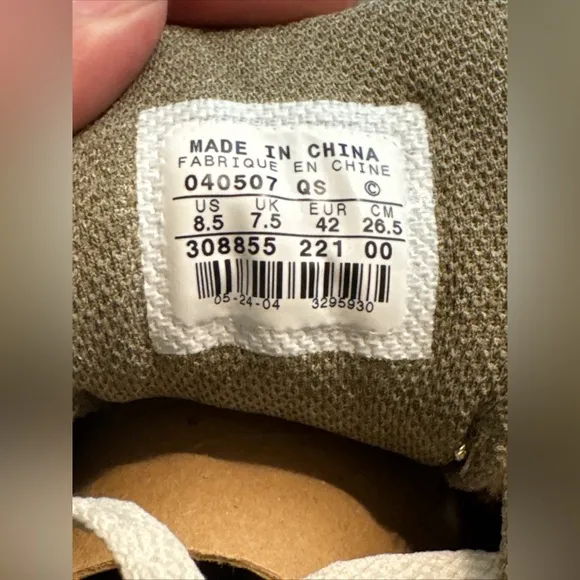 MADE IN CHINA
FABRIQUE EN CHINE
040507 QS ©
US UK EUR CM
8.5 7.5 42 26.5
308855 221 00
05-24-04 3295930